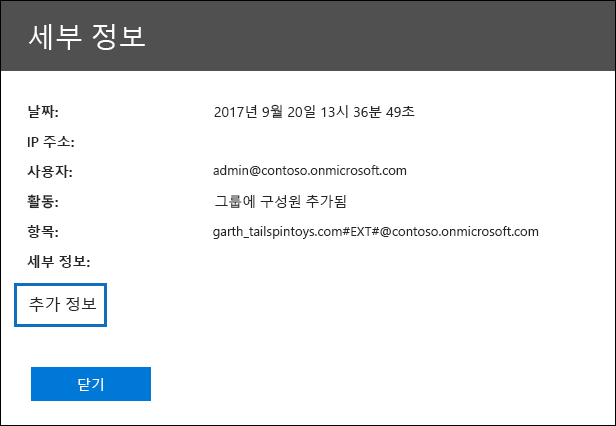 세부 정보
날짜: 2017년 9월 20일 13시 36분 49초
IP 주소:
사용자: admin@contoso.onmicrosoft.com
활동: 그룹에 구성원 추가됨
항목: garth_tailspintoys.com#EXT#@contoso.onmicrosoft.com
세부 정보:
추가 정보
닫기